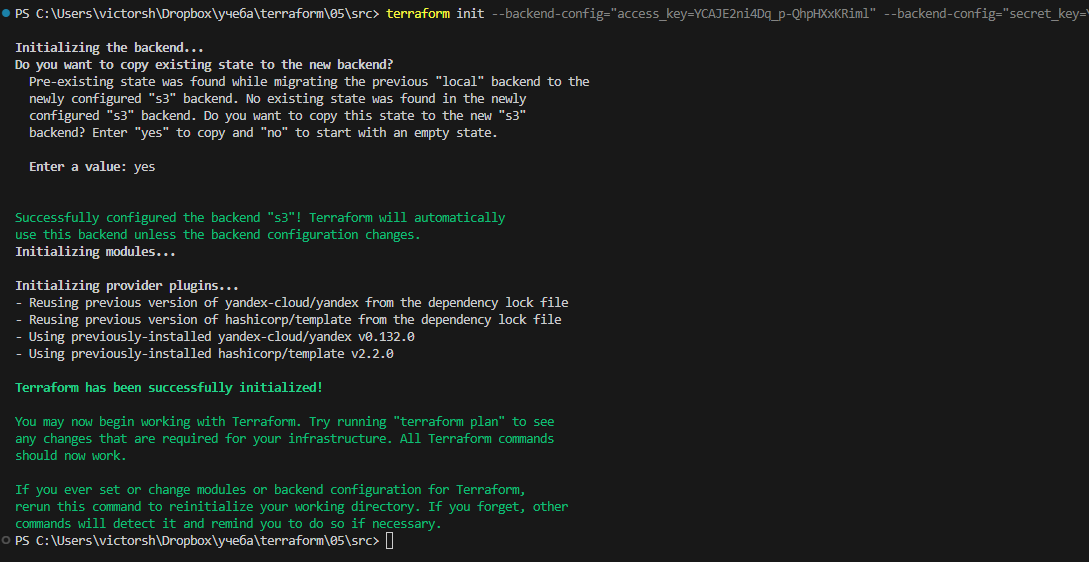 PS C:\Users\victorsh\Dropbox\учеба\terraform\05\src> terraform init --backend-config="access_key=YCAJE2ni4Dq_p-QhpHXxKRiml" --backend-config="secret_key=
Initializing the backend...
Do you want to copy existing state to the new backend?
Pre-existing state was found while migrating the previous "local" backend to the
newly configured "s3" backend. No existing state was found in the newly
configured "s3" backend. Do you want to copy this state to the new "s3"
backend? Enter "yes" to copy and "no" to start with an empty state.
Enter a value: yes
Successfully configured the backend "s3"! Terraform will automatically
use this backend unless the backend configuration changes.
Initializing modules...
Initializing provider plugins...
- Reusing previous version of yandex-cloud/yandex from the dependency lock file
- Reusing previous version of hashicorp/template from the dependency lock file
- Using previously-installed yandex-cloud/yandex v0.132.0
- Using previously-installed hashicorp/template v2.2.0
Terraform has been successfully initialized!
You may now begin working with Terraform. Try running "terraform plan" to see
any changes that are required for your infrastructure. All Terraform commands
should now work.
If you ever set or change modules or backend configuration for Terraform,
rerun this command to reinitialize your working directory. If you forget, other
commands will detect it and remind you to do so if necessary.
PS C:\Users\victorsh\Dropbox\учеба\terraform\05\src>